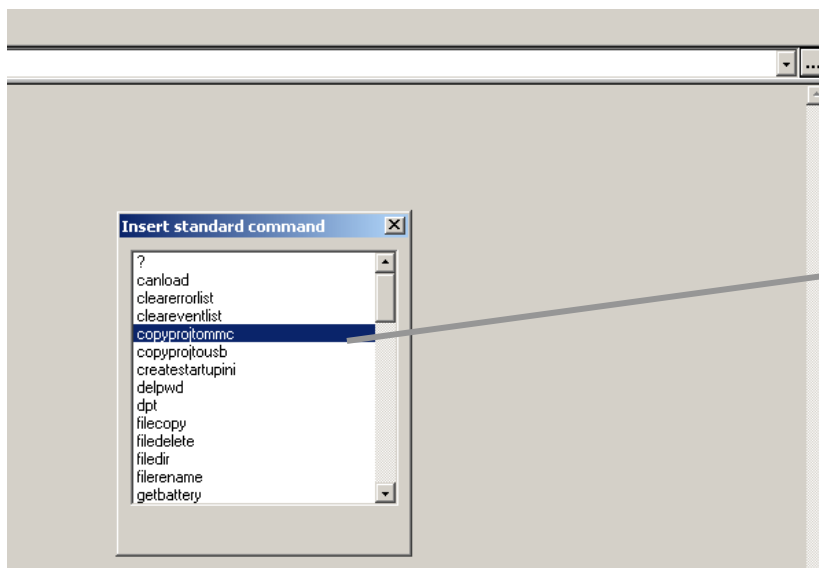 ...
Insert standard command
?
canload
clearerrorlist
cleareventlist
copyprojtommc
copyprojtousb
createstartupini
delpwd
dpt
filecopy
filedelete
filedir
filerename
getbattery